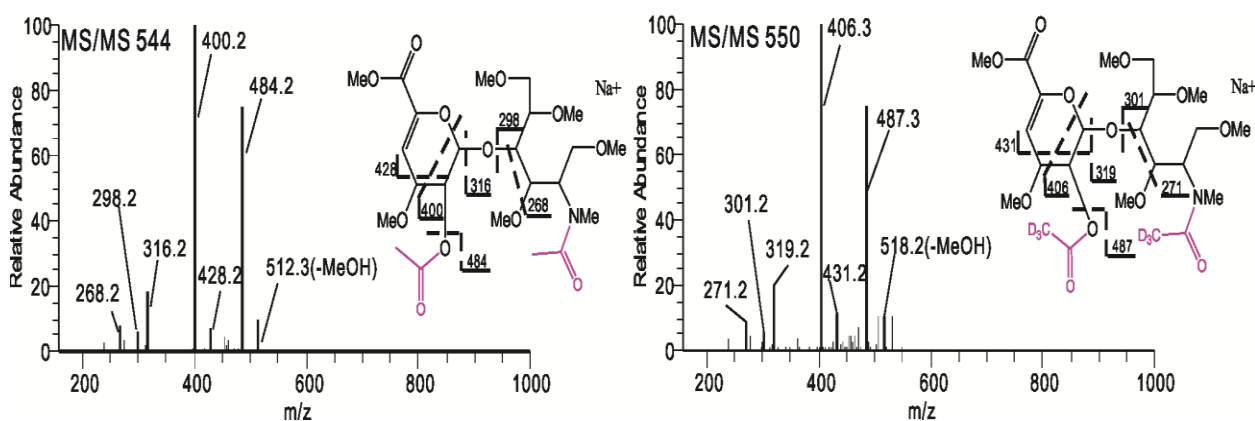 MS/MS 544
Relative Abundance
100
80
60
40
20
0
200
400
600
800
1000
m/z
400.2
484.2
298.2
316.2
268.2
428.2
512.3(-MeOH)
O
MeO
O
MeO
Na+
OMe
298
O
OMe
428
316
MeO
268
MeO
400
NMe
O
484
O
O
MS/MS 550
Relative Abundance
100
80
60
40
20
0
200
400
600
800
1000
m/z
406.3
487.3
301.2
319.2
271.2
431.2
518.2(-MeOH)
O
MeO
O
MeO
Na+
301
OMe
O
OMe
431
319
MeO
271
406
MeO
NMe
D3C
O
D3C
487
O
O